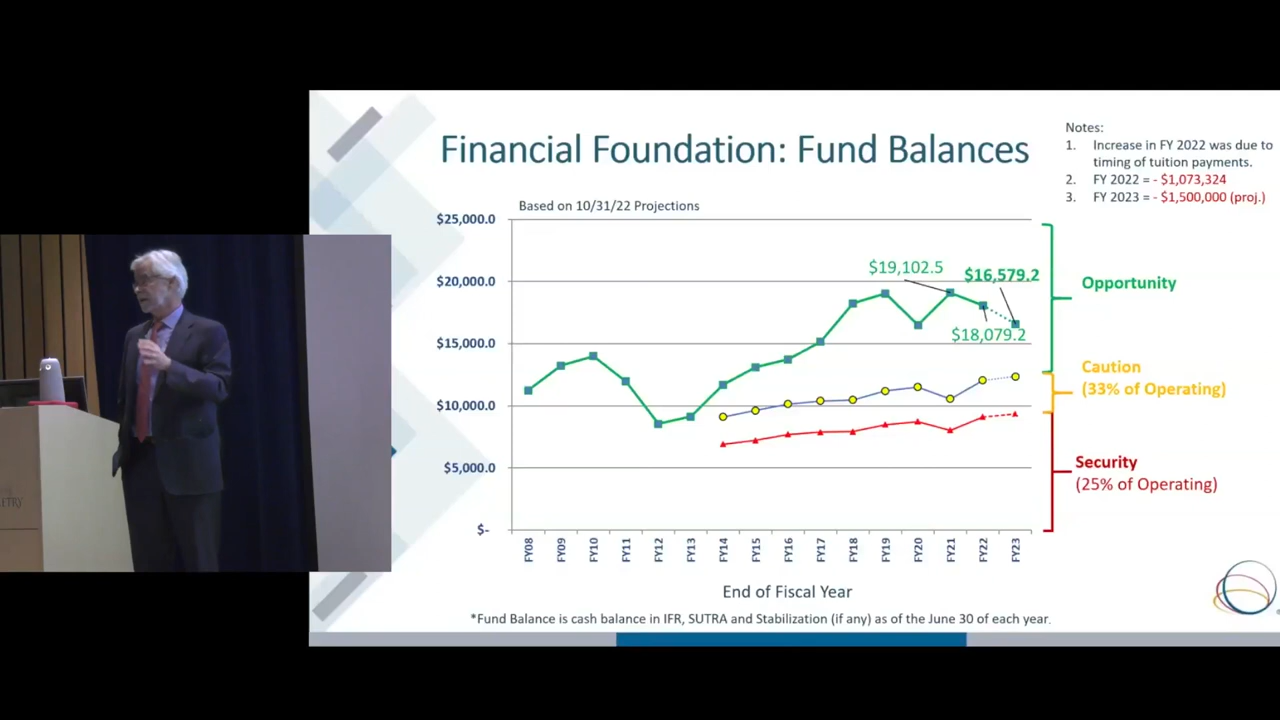 Financial Foundation: Fund Balances
Notes:
1. Increase in FY 2022 was due to
timing of tuition payments.
2. FY 2022 = - $1,073,324
3. FY 2023 = - $1,500,000 (proj.)
Based on 10/31/22 Projections
$25,000.0
$20,000.0
$15,000.0
$10,000.0
$5,000.0
$-
$19,102.5
$16,579.2
$18,079.2
Opportunity
Caution
(33% of Operating)
Security
(25% of Operating)
FY08
FY09
FY10
FY11
FY12
FY13
FY14
FY15
FY16
FY17
FY18
FY19
FY20
FY21
FY22
FY23
End of Fiscal Year
*Fund Balance is cash balance in IFR, SUTRA and Stabilization (if any) as of the June 30 of each year.